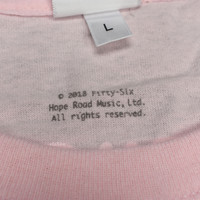 L
© 2018 Fifty-Six
Hope Road Music, Ltd.
All rights reserved.